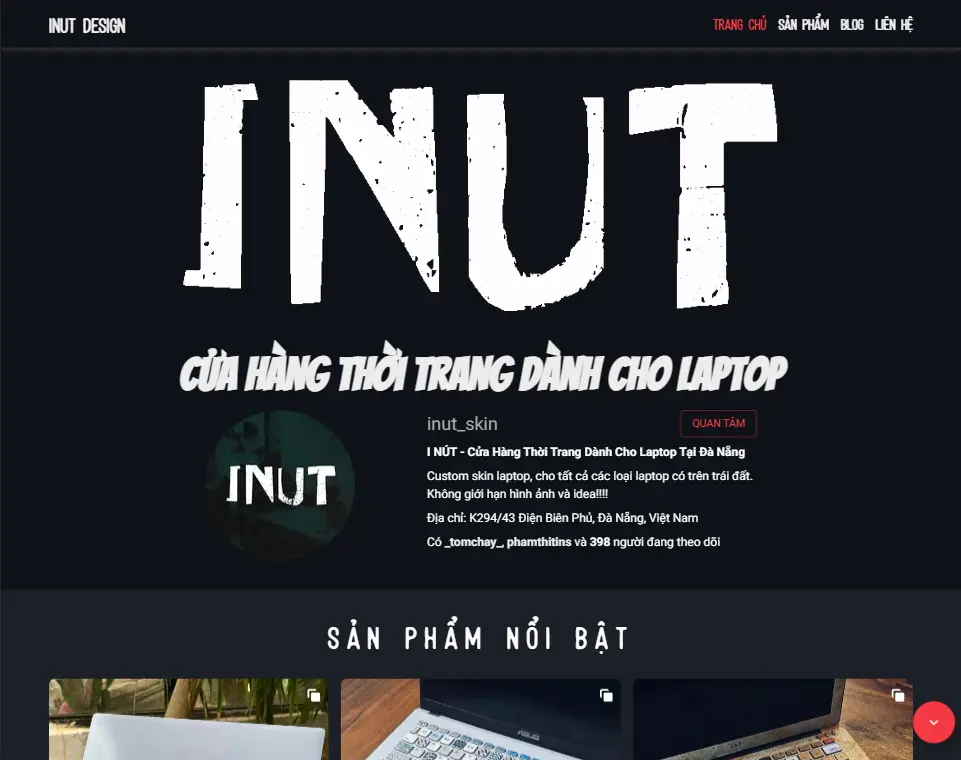 INUT DESIGN
TRANG CHỦ SẢN PHẨM BLOG LIÊN HỆ
INUT
CỬA HÀNG THỜI TRANG DÀNH CHO LAPTOP
INUT
inut_skin
QUAN TÂM
I NÚT - Cửa Hàng Thời Trang Dành Cho Laptop Tại Đà Nẵng
Custom skin laptop, cho tất cả các loại laptop có trên trái đất.
Không giới hạn hình ảnh và idea!!!!
Địa chỉ: K294/43 Điện Biên Phủ, Đà Nẵng, Việt Nam
Có _tomchay_, phamthitins và 398 người đang theo dõi
SẢN PHẨM NỔI BẬT
ASUS